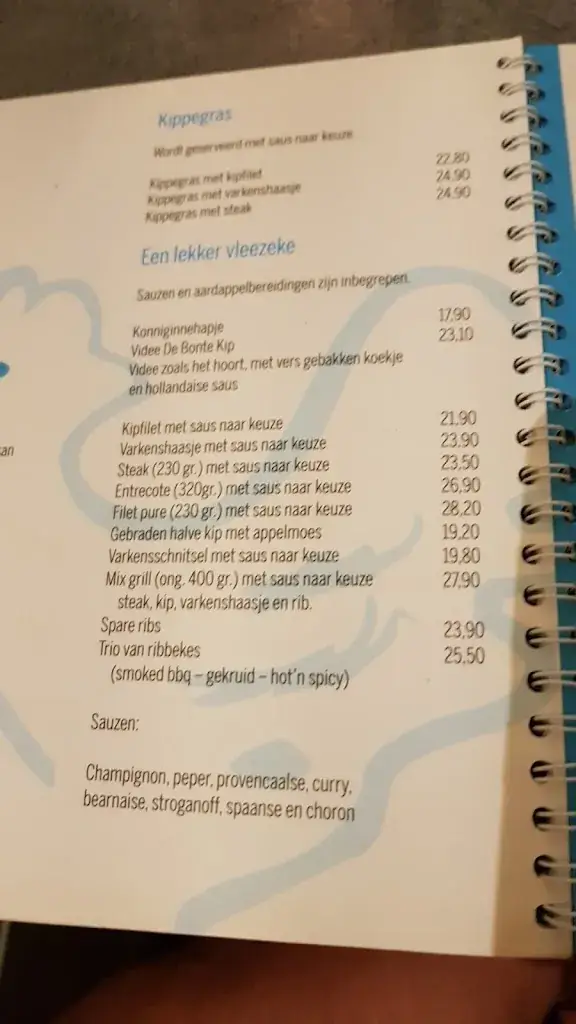 Kippegras
Wordt geserveerd met saus naar keuze
Kippegras met kipfilet 22.80
Kippegras met varkenshaasje 24.90
Kippegras met steak 24.90
Een lekker vleezeke
Sauzen en aardappelbereidingen zijn inbegrepen.
Konniginnehapje 17,90
Videe De Bonte Kip 23,10
Videe zoals het hoort, met vers gebakken koekje
en hollandaise saus
Kipfilet met saus naar keuze 21,90
Varkenshaasje met saus naar keuze 23,90
Steak (230 gr.) met saus naar keuze 23,50
Entrecote (320gr.) met saus naar keuze 26,90
Filet pure (230 gr.) met saus naar keuze 28,20
Gebraden halve kip met appelmoes 19,20
Varkensschnitsel met saus naar keuze 19,80
Mix grill (ong. 400 gr.) met saus naar keuze 27,90
steak, kip, varkenshaasje en rib.
Spare ribs 23,90
Trio van ribbekes 25,50
(smoked bbq – gekruid – hot'n spicy)
Sauzen:
Champignon, peper, provencaalse, curry,
bearnaise, stroganoff, spaanse en choron